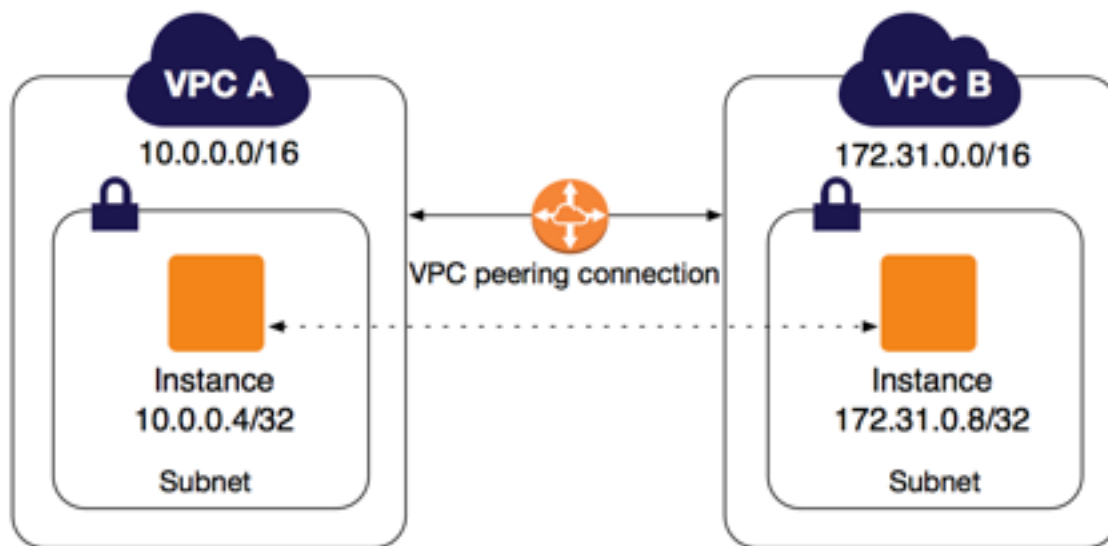 VPC A
10.0.0.0/16
Instance
10.0.0.4/32
Subnet
VPC peering connection
VPC B
172.31.0.0/16
Instance
172.31.0.8/32
Subnet